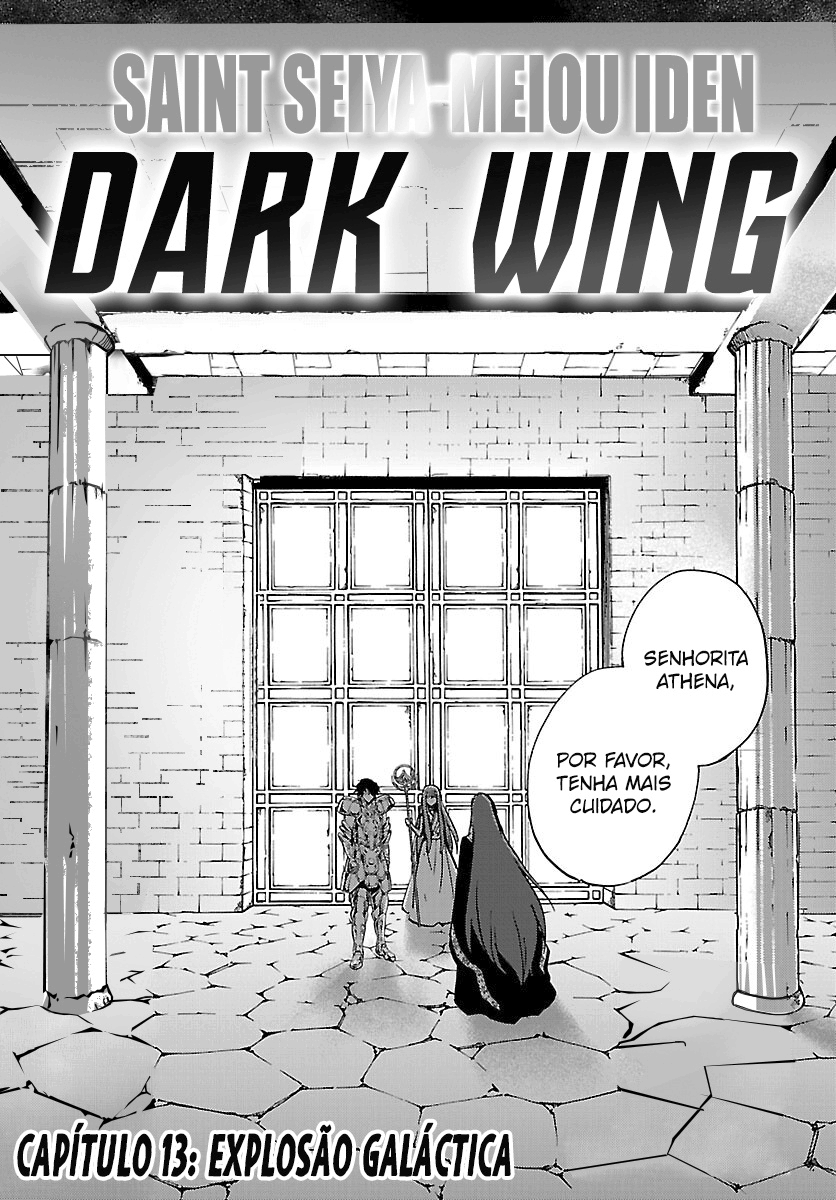 SAINT SEIYA-MEIOU IDEN
DARK WING
SENHORITA
ATHENA,
POR FAVOR,
TENHA MAIS
CUIDADO.
CAPÍTULO 13: EXPLOSÃO GALÁCTICA